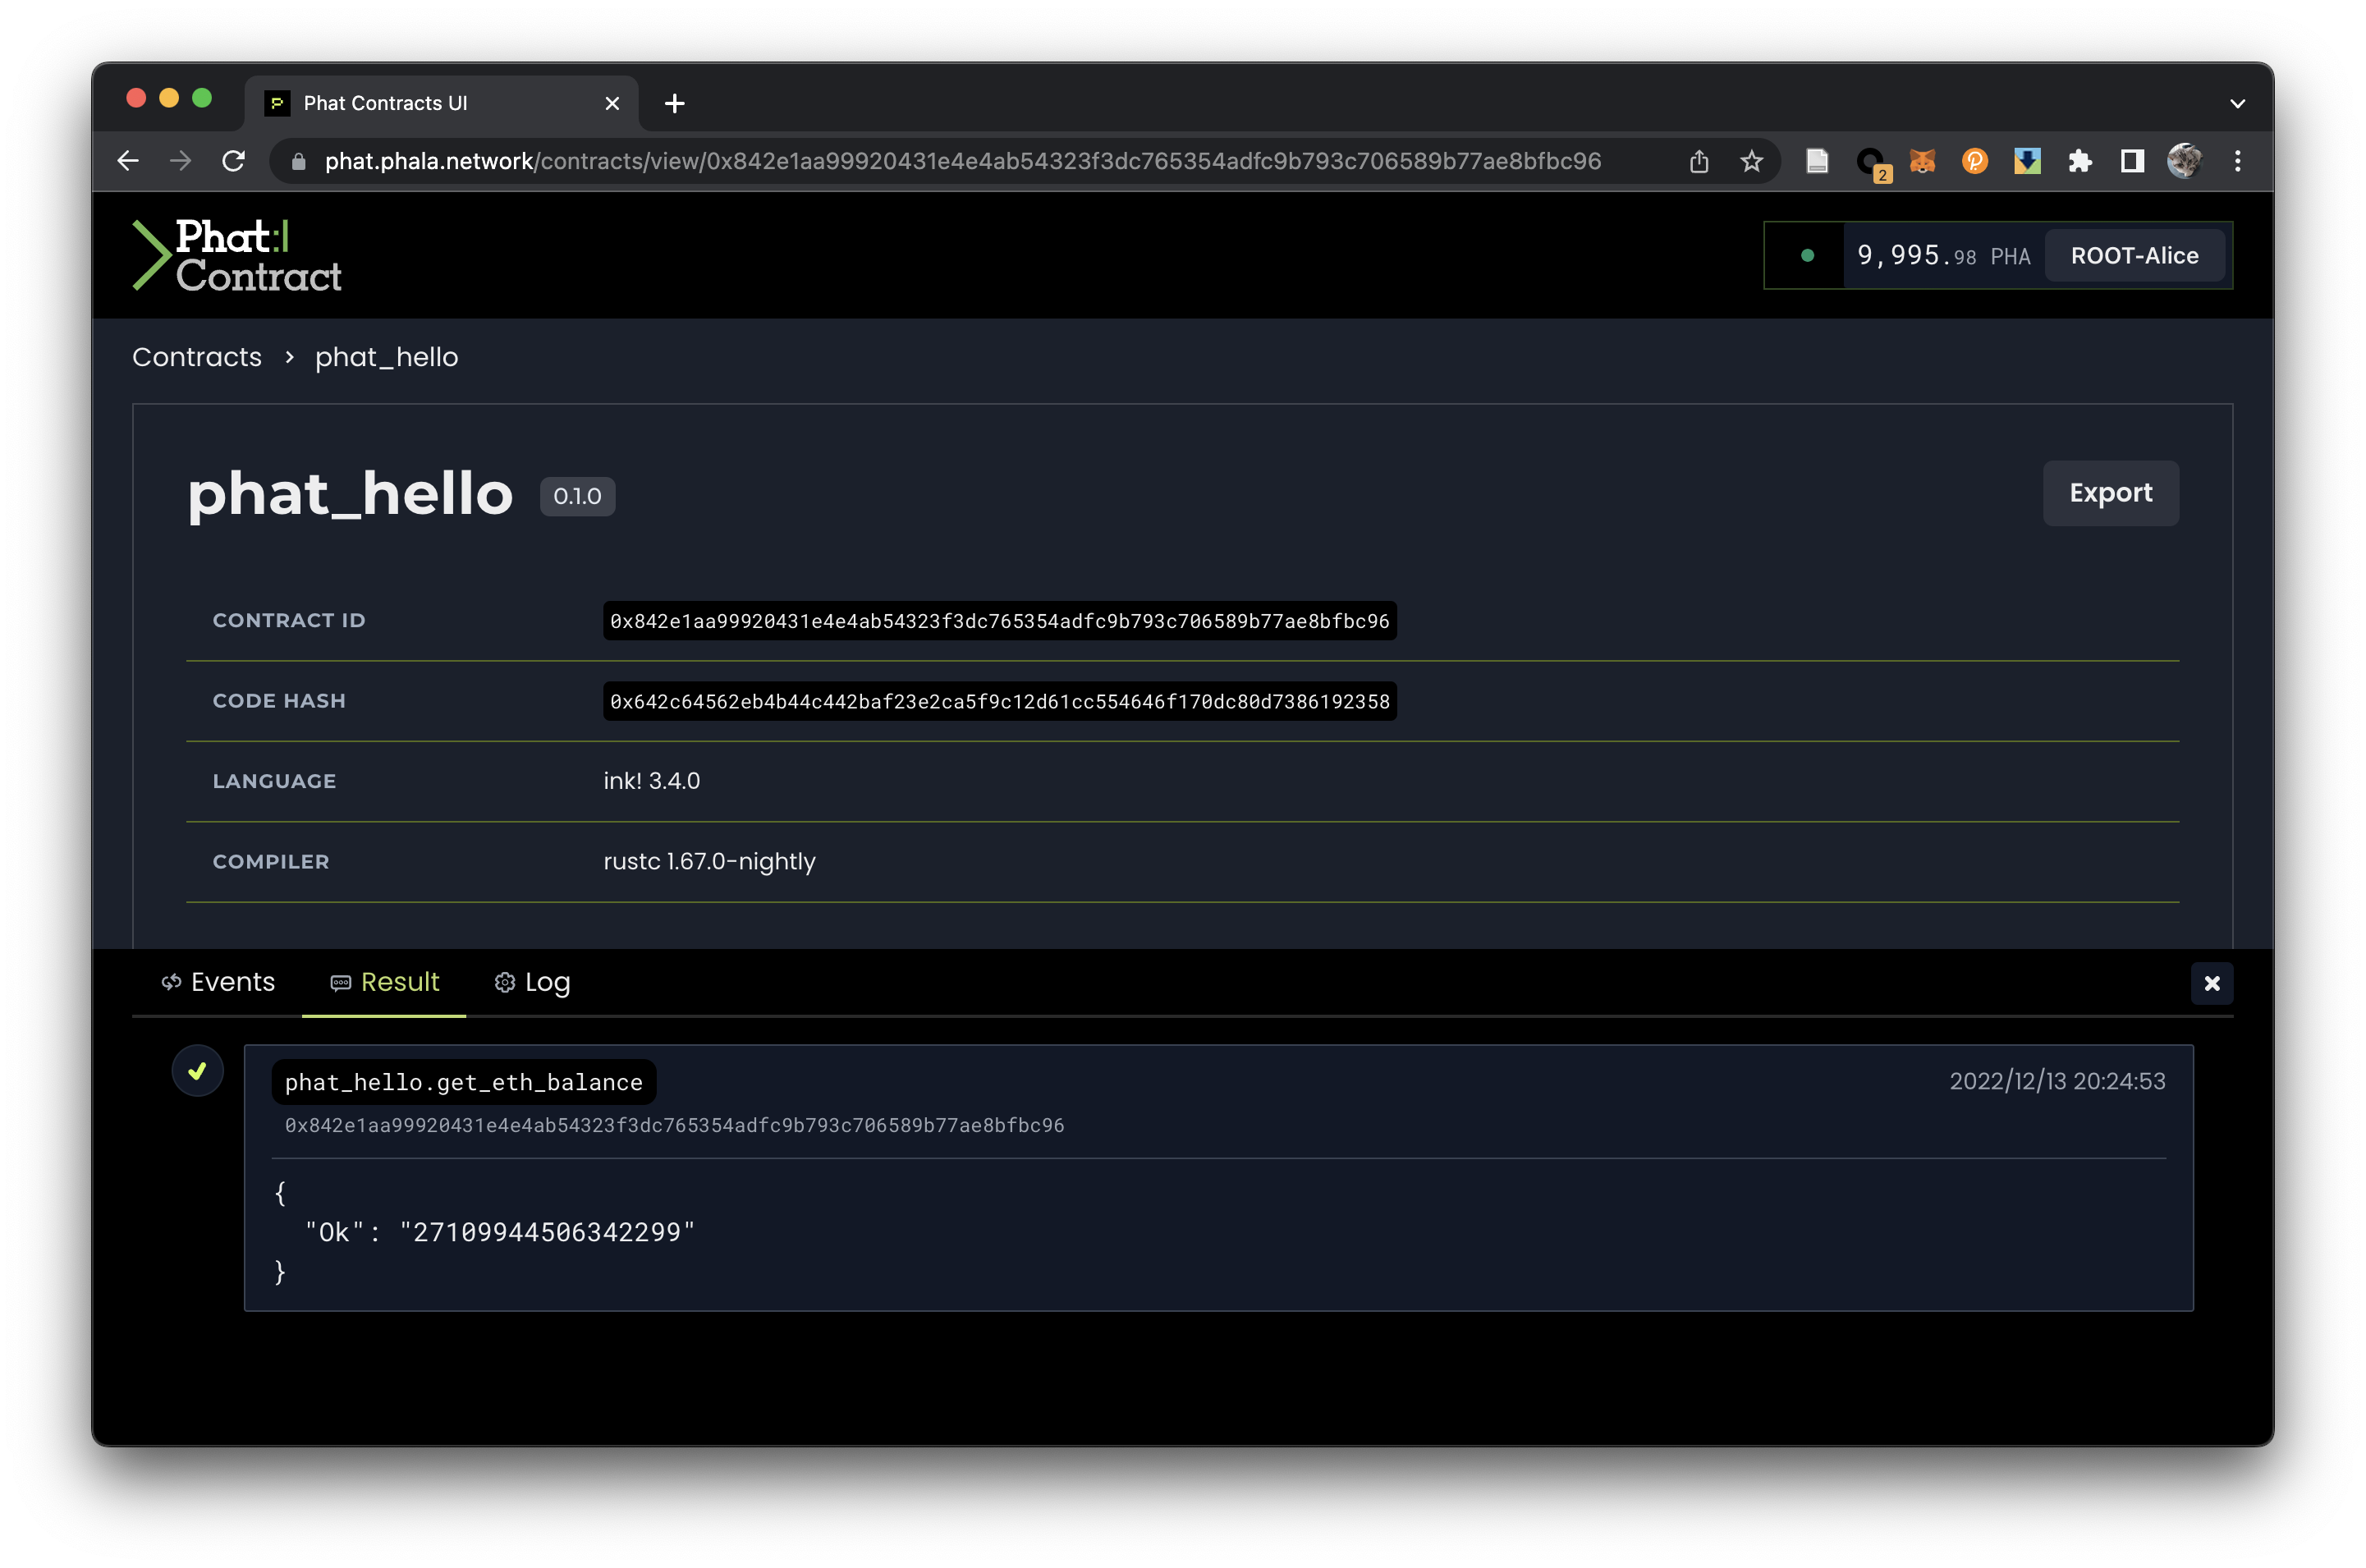 Phat Contracts UI
phat.phala.network/contracts/view/0x842e1aa99920431e4e4ab54323f3dc765354adfc9b793c706589b77ae8bfbc96
2
Phat
Contract
9,995.98 PHA
ROOT-Alice
Contracts > phat_hello
phat_hello 0.1.0
Export
CONTRACT ID 0x842e1aa99920431e4e4ab54323f3dc765354adfc9b793c706589b77ae8bfbc96
CODE HASH 0x642c64562eb4b44c442baf23e2ca5f9c12d61cc554646f170dc80d7386192358
LANGUAGE ink! 3.4.0
COMPILER rustc 1.67.0-nightly
Events Result Log
phat_hello.get_eth_balance 2022/12/13 20:24:53
0x842e1aa99920431e4e4ab54323f3dc765354adfc9b793c706589b77ae8bfbc96
{
"Ok": "27109944506342299"
}